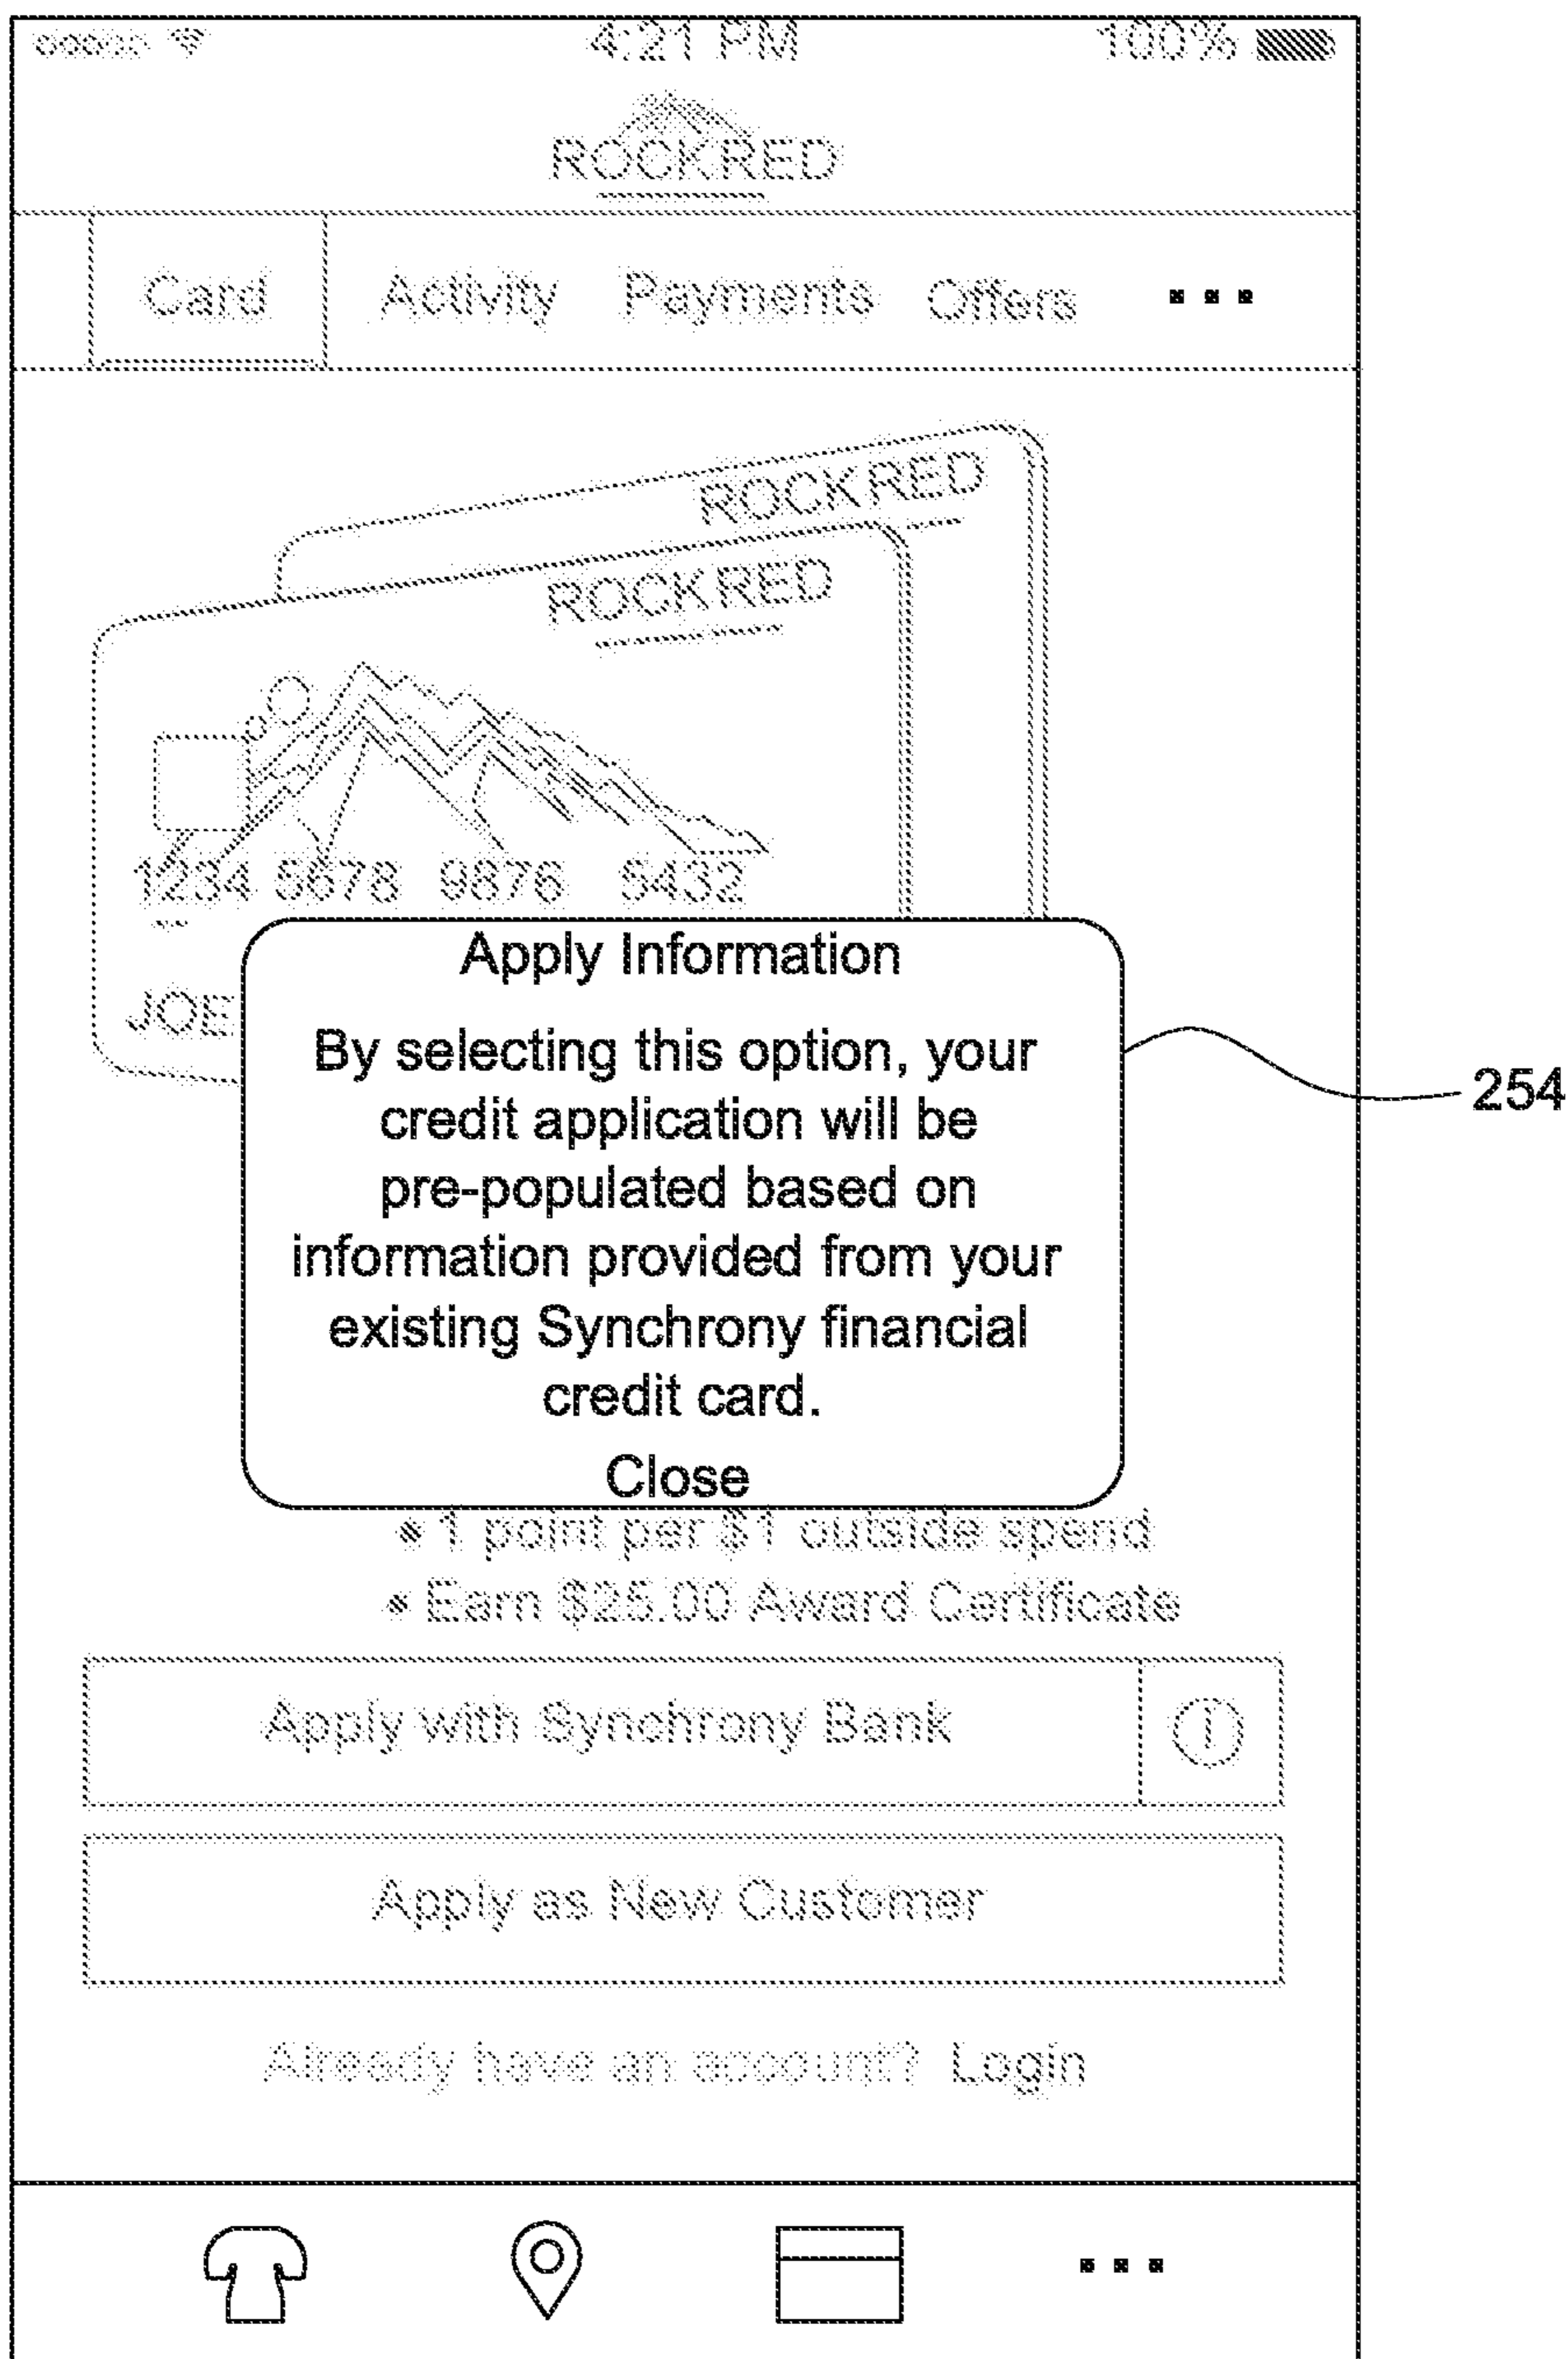 4:21 PM 100%
ROCKRED
Card Activity Payments Offers ...
ROCKRED
ROCKRED
1234 5678 9876 5432
JOE
Apply Information
By selecting this option, your
credit application will be
pre-populated based on
information provided from your
existing Synchrony financial
credit card.
Close
254
• 1 point per $1 outside spend
• Earn $25.00 Award Certificate
Apply with Synchrony Bank
Apply as New Customer
Already have an account? Login
...